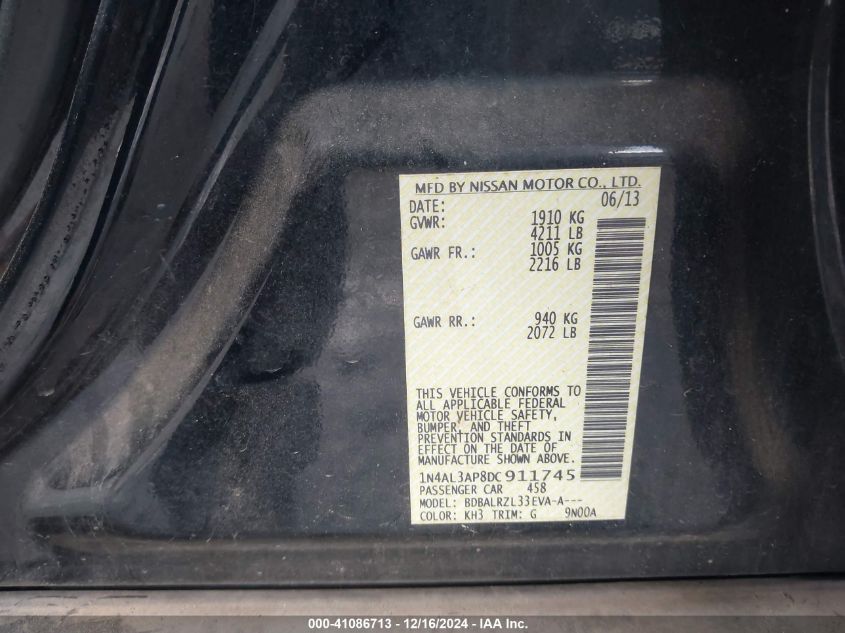 MFD BY NISSAN MOTOR CO., LTD.
DATE: 06/13
GVWR: 1910 KG
4211 LB
GAWR FR.: 1005 KG
2216 LB
GAWR RR.: 940 KG
2072 LB
THIS VEHICLE CONFORMS TO
ALL APPLICABLE FEDERAL
MOTOR VEHICLE SAFETY,
BUMPER, AND THEFT
PREVENTION STANDARDS IN
EFFECT ON THE DATE OF
MANUFACTURE SHOWN ABOVE.
1N4AL3AP8DC911745
PASSENGER CAR 458
MODEL: BDBALRZL33EVA-A---
COLOR: KH3 TRIM: G 9N00A
000-41086713 - 12/16/2024 - IAA Inc.